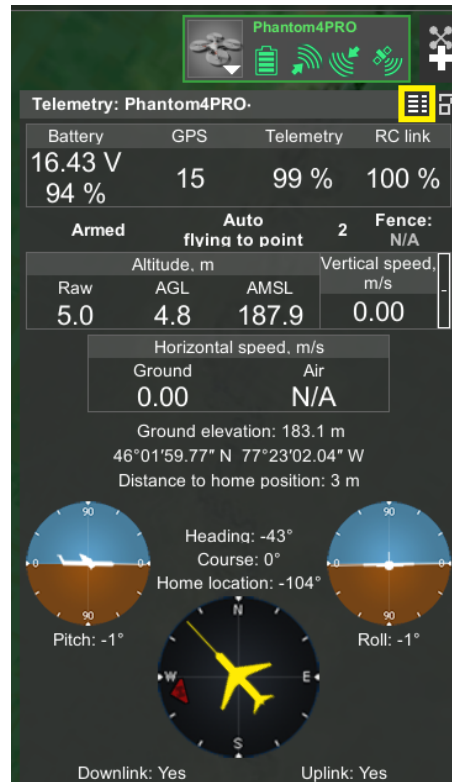 Phantom4PRO
Telemetry: Phantom4PRO·
Battery GPS Telemetry RC link
16.43 V
94 %
15 99 % 100 %
Armed
Auto
flying to point
2
Fence:
N/A
Altitude, m
Raw AGL AMSL
5.0 4.8 187.9
Vertical speed,
m/s
0.00
-
Horizontal speed, m/s
Ground Air
0.00 N/A
Ground elevation: 183.1 m
46°01'59.77" N 77°23'02.04" W
Distance to home position: 3 m
90
0 0
90
Pitch: -1°
Heading: -43°
Course: 0°
Home location: -104°
90
0 0
90
Roll: -1°
N
W E
S
Downlink: Yes Uplink: Yes